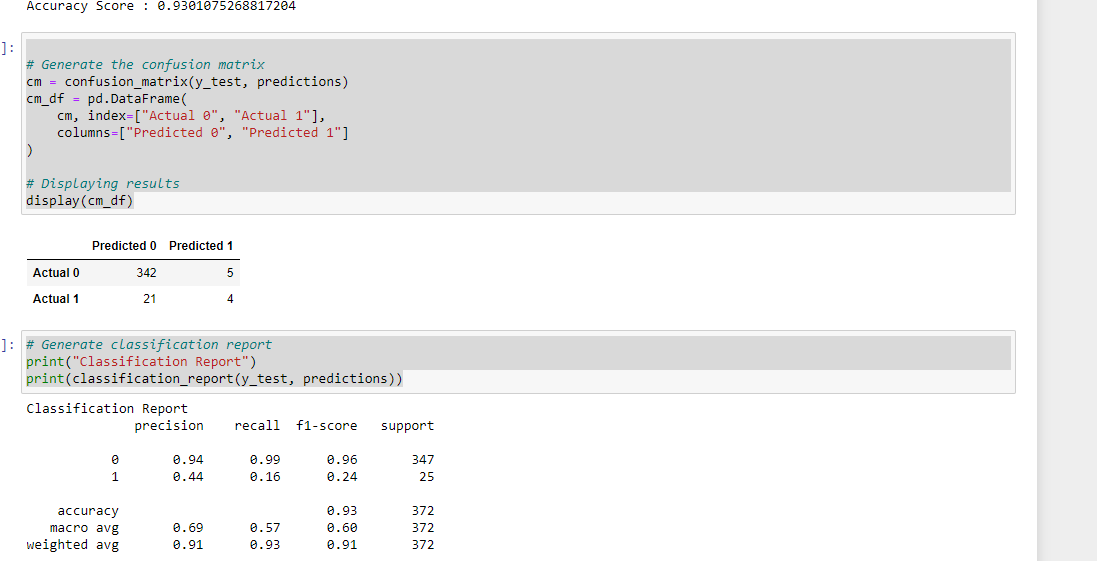 Accuracy Score : 0.9301075268817204
]:
# Generate the confusion matrix
cm = confusion_matrix(y_test, predictions)
cm_df = pd.DataFrame(
    cm, index=["Actual 0", "Actual 1"],
    columns=["Predicted 0", "Predicted 1"]
)
# Displaying results
display(cm_df)
Predicted 0 Predicted 1
Actual 0 342 5
Actual 1 21 4
]: # Generate classification report
print("Classification Report")
print(classification_report(y_test, predictions))
Classification Report
precision recall f1-score support
0 0.94 0.99 0.96 347
1 0.44 0.16 0.24 25
accuracy 0.93 372
macro avg 0.69 0.57 0.60 372
weighted avg 0.91 0.93 0.91 372